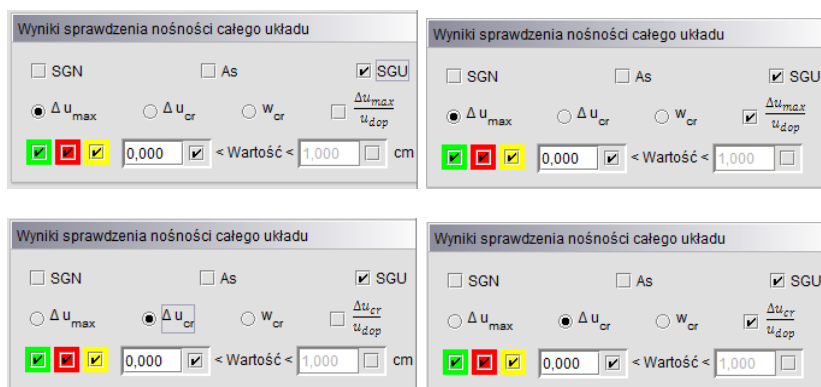 Wyniki sprawdzenia nośności całego układu
SGN As SGU
Δ u max Δ u cr w cr Δu max / u dop
0,000 < Wartość < 1,000 cm
Wyniki sprawdzenia nośności całego układu
SGN As SGU
Δ u max Δ u cr w cr Δu max / u dop
0,000 < Wartość < 1,000
Wyniki sprawdzenia nośności całego układu
SGN As SGU
Δ u max Δ u cr w cr Δu cr / u dop
0,000 < Wartość < 1,000 cm
Wyniki sprawdzenia nośności całego układu
SGN As SGU
Δ u max Δ u cr w cr Δu cr / u dop
0,000 < Wartość < 1,000